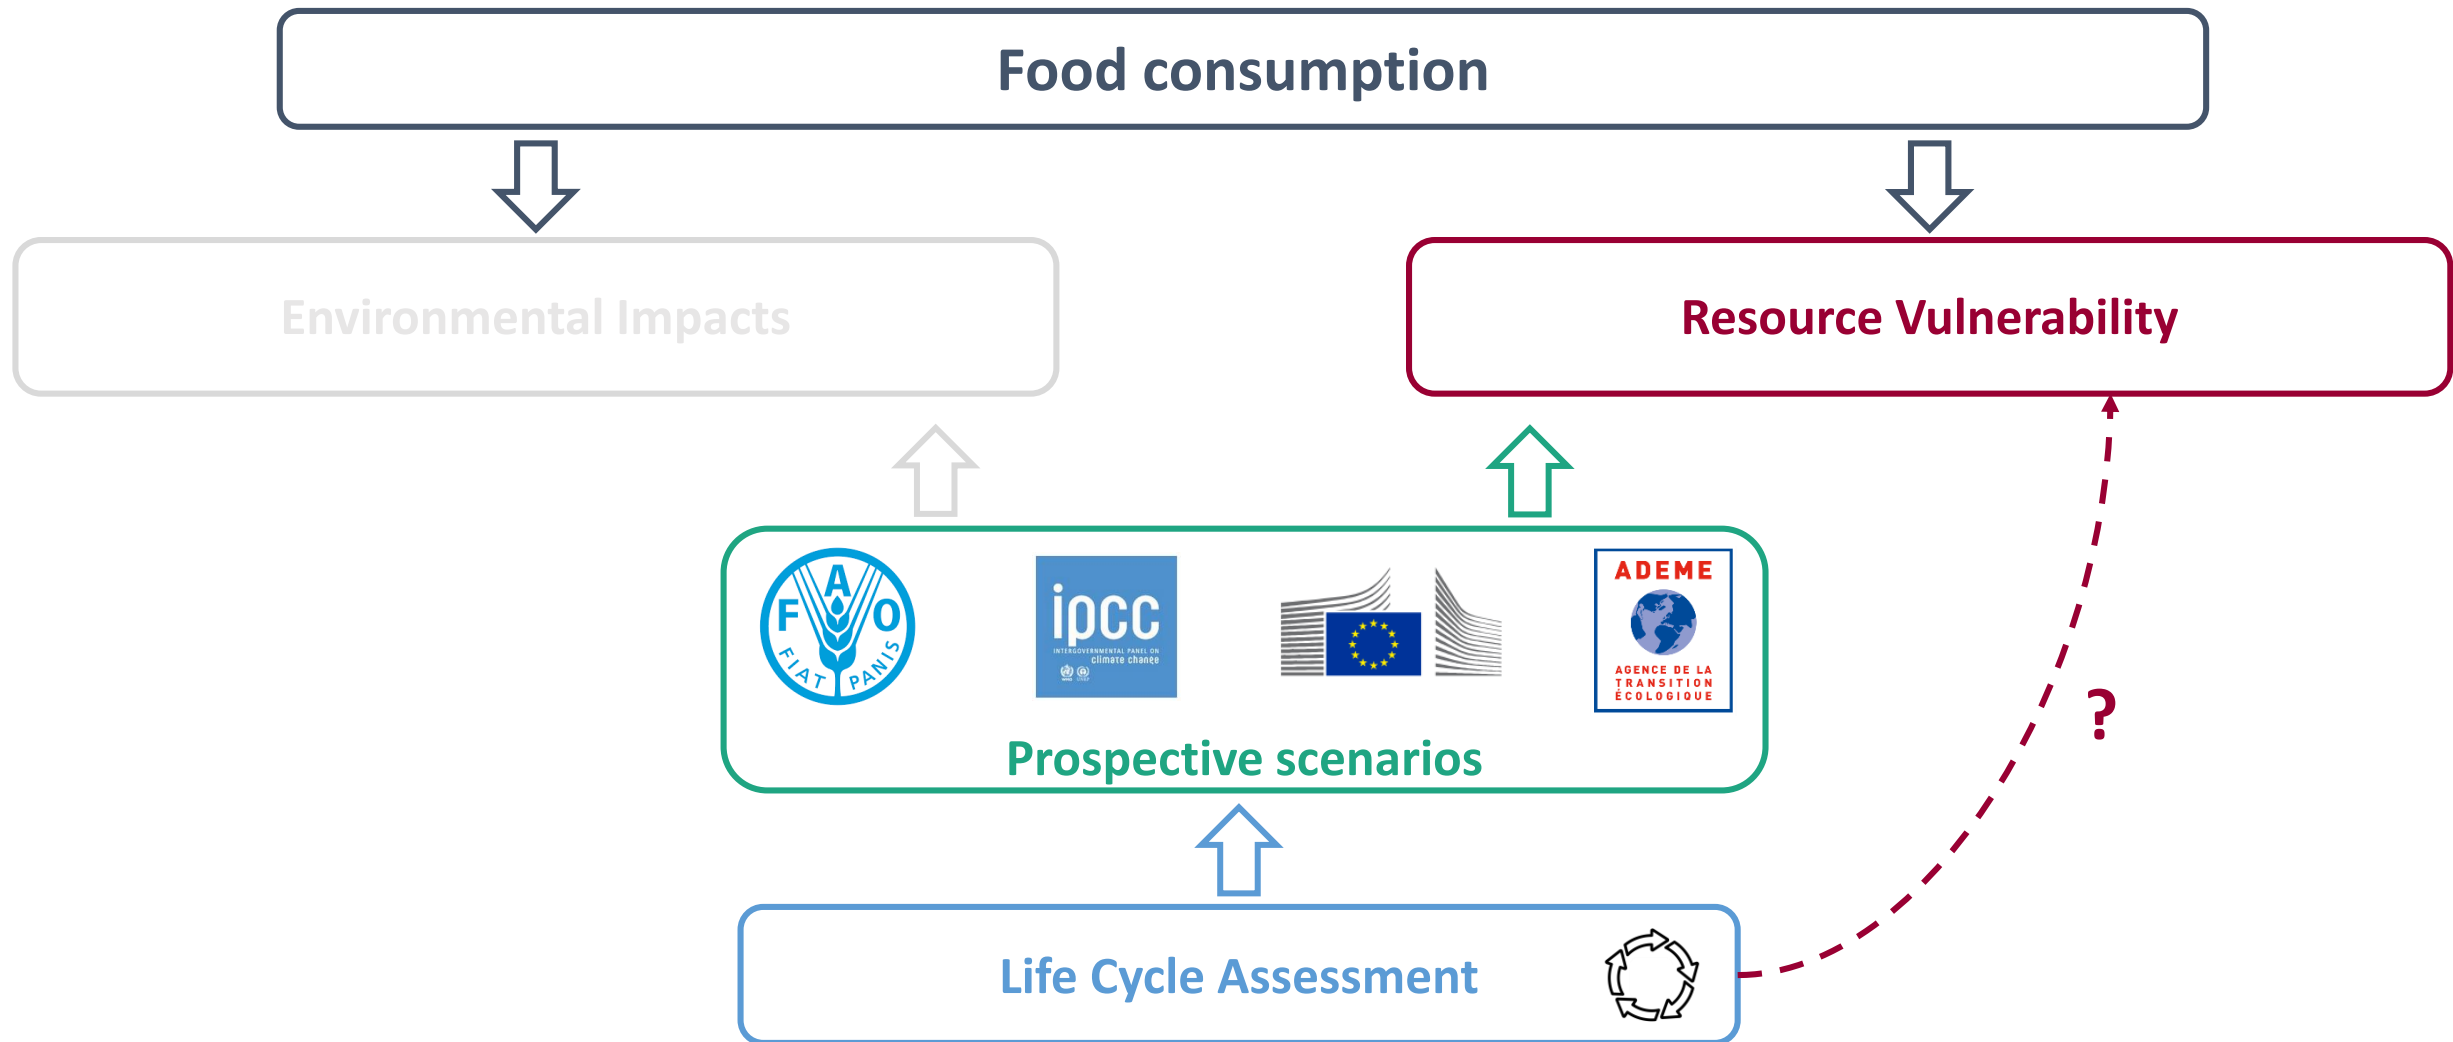 Food consumption
Environmental Impacts
Resource Vulnerability
F A O
FIAT PANIS
ipcc
INTERGOVERNMENTAL PANEL ON
climate change
ADEME
AGENCE DE LA
TRANSITION
ÉCOLOGIQUE
?
Prospective scenarios
Life Cycle Assessment